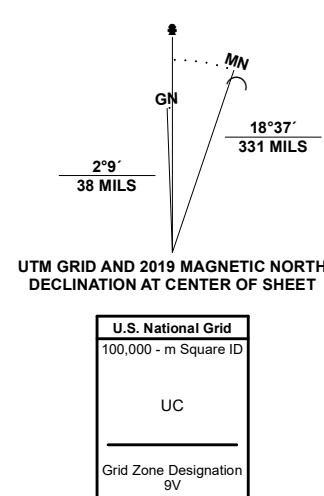 MN
GN
18°37´
331 MILS
2°9´
38 MILS
UTM GRID AND 2019 MAGNETIC NORTH
DECLINATION AT CENTER OF SHEET
U.S. National Grid
100,000 - m Square ID
UC
Grid Zone Designation
9V